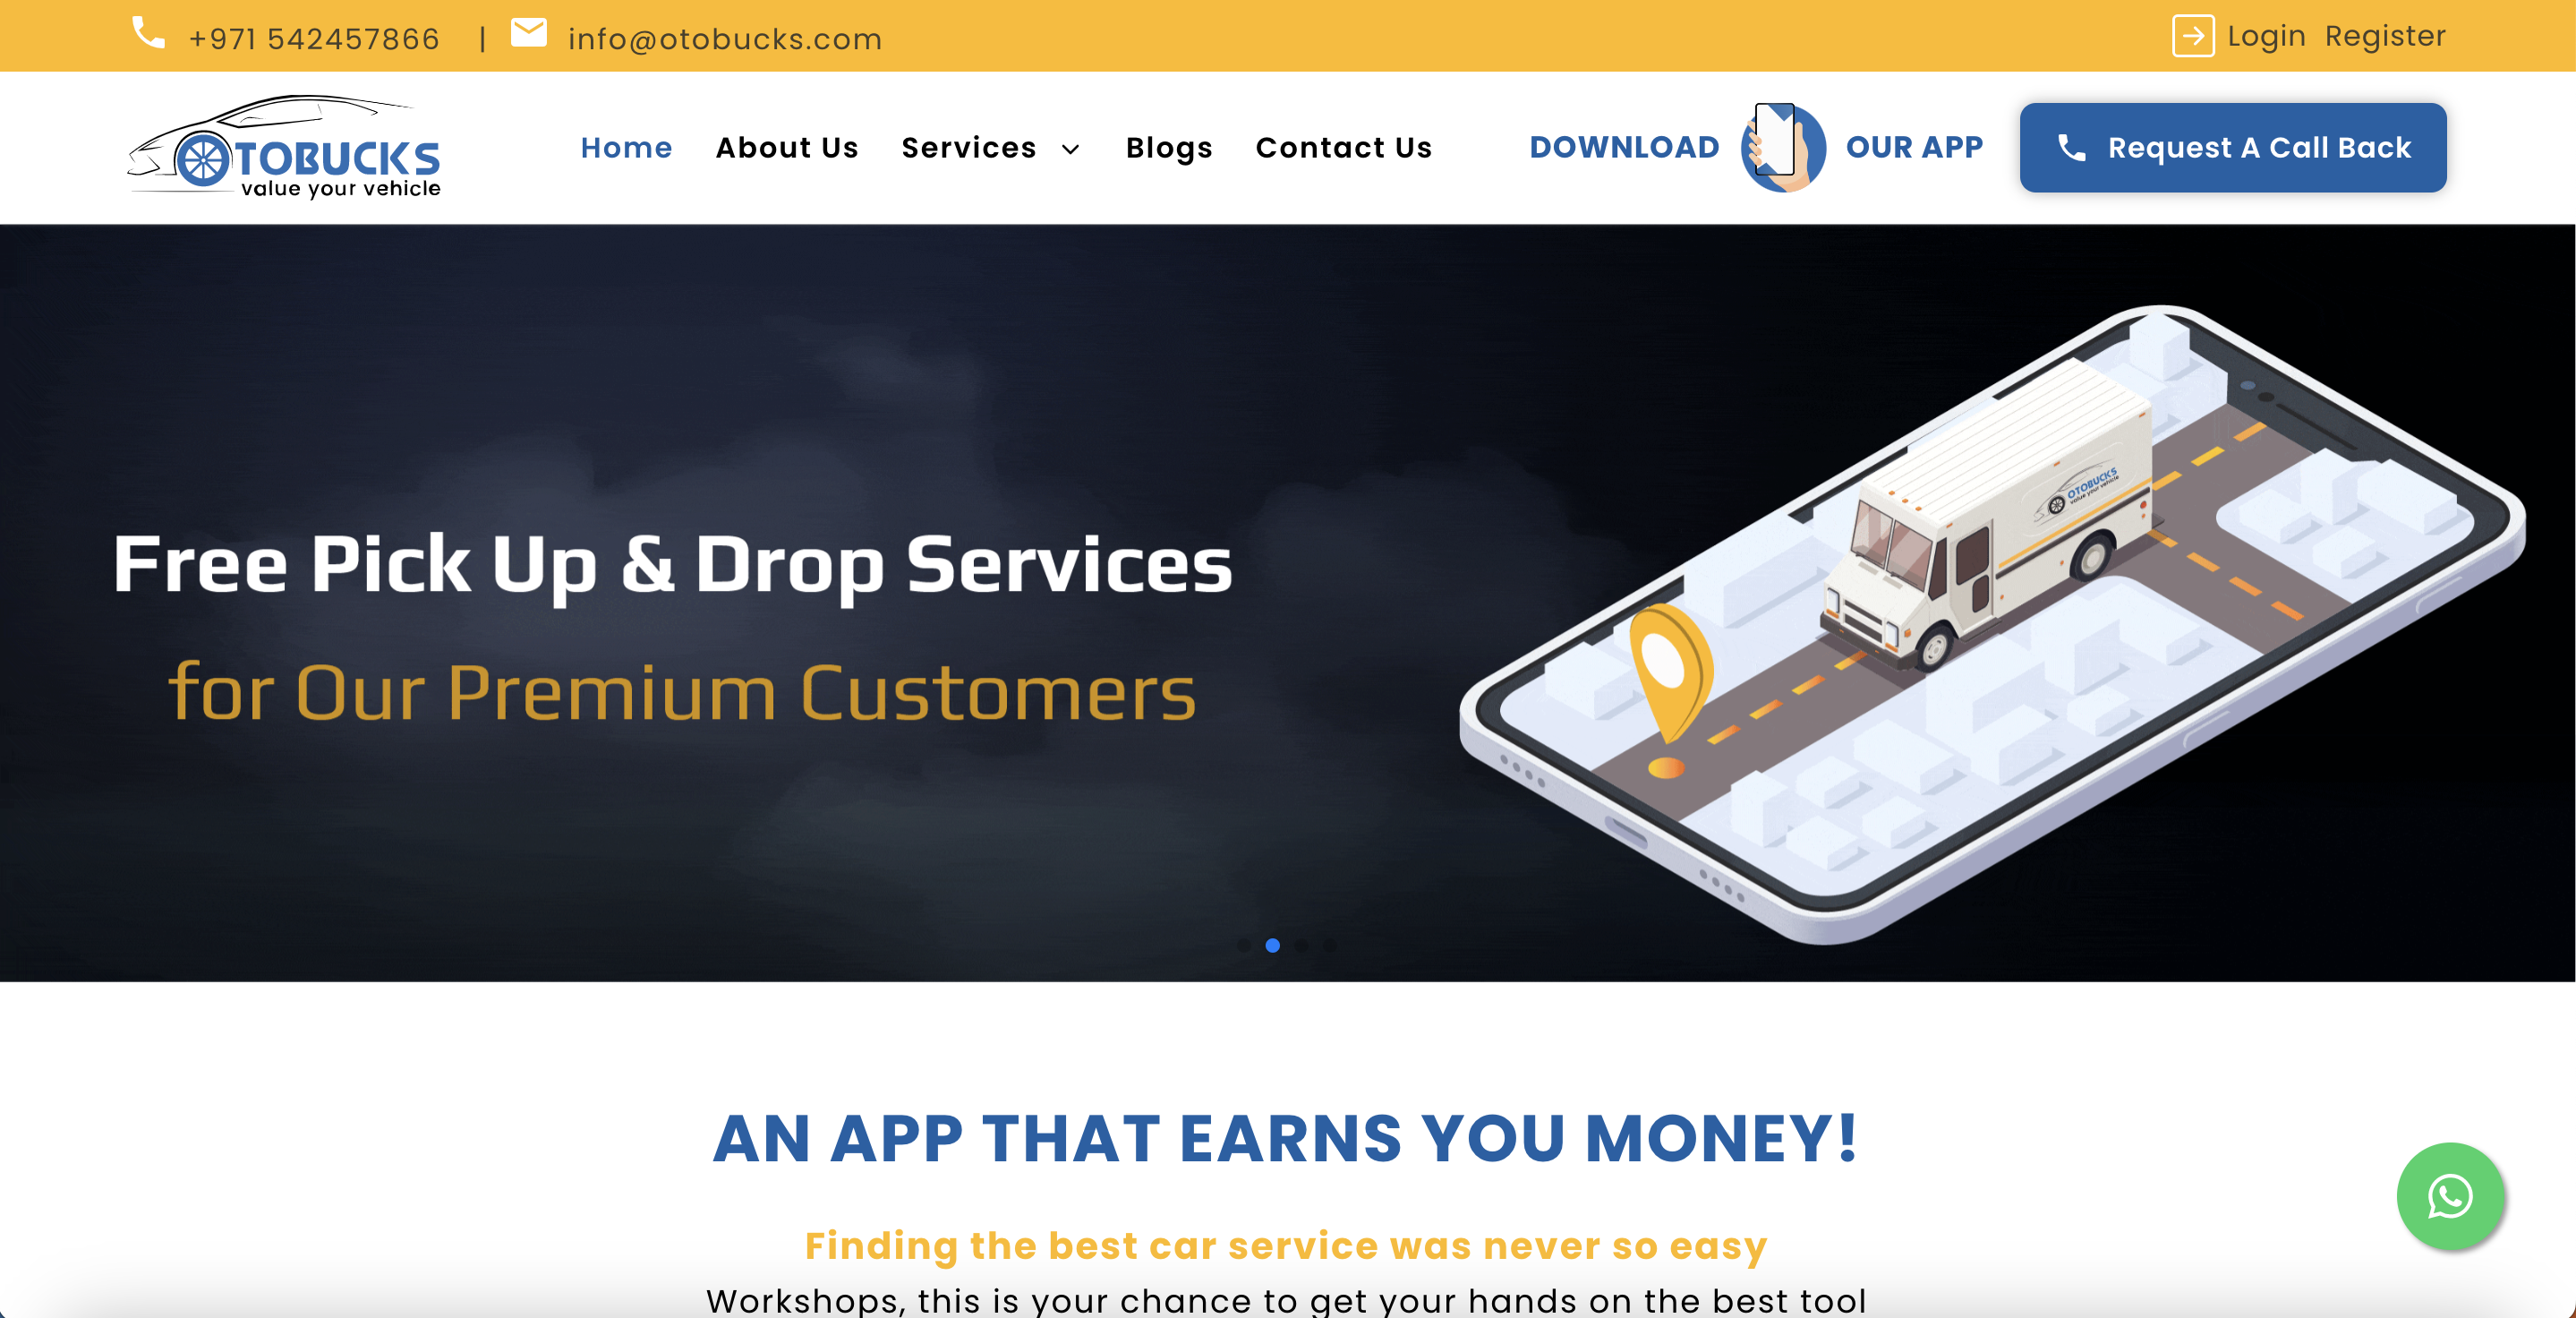 +971 542457866 | info@otobucks.com
Login Register
OTOBUCKS
value your vehicle
Home About Us Services Blogs Contact Us
DOWNLOAD OUR APP
Request A Call Back
OTOBUCKS
value your vehicle
Free Pick Up & Drop Services
for Our Premium Customers
AN APP THAT EARNS YOU MONEY!
Finding the best car service was never so easy
Workshops, this is your chance to get your hands on the best tool